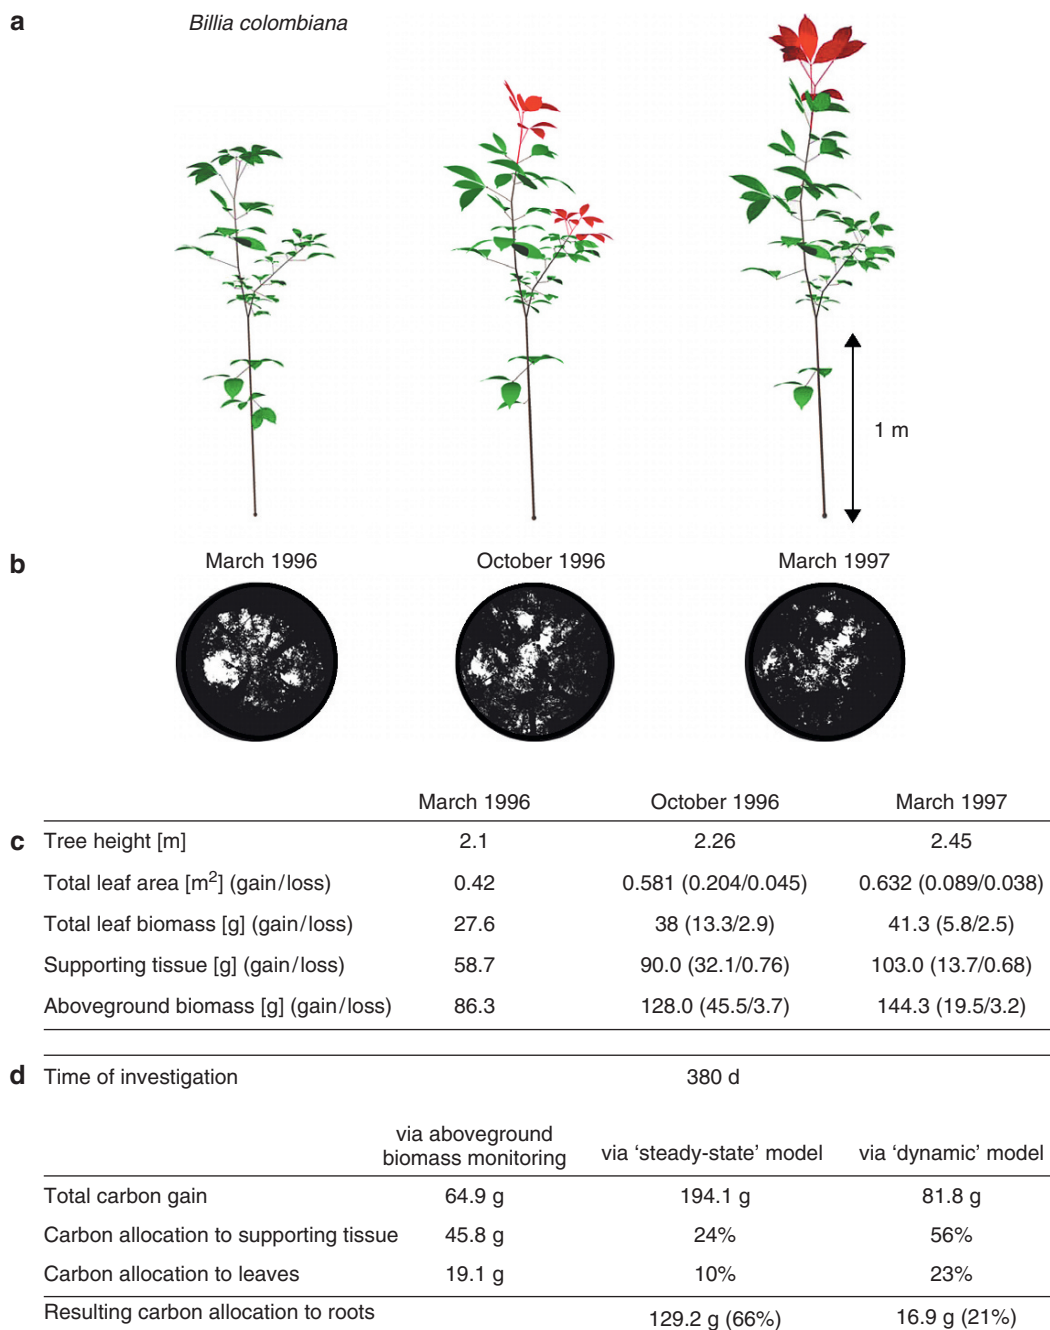 a Billia colombiana
1 m
b March 1996 October 1996 March 1997
March 1996 October 1996 March 1997
c Tree height [m] 2.1 2.26 2.45
Total leaf area [m²] (gain/loss) 0.42 0.581 (0.204/0.045) 0.632 (0.089/0.038)
Total leaf biomass [g] (gain/loss) 27.6 38 (13.3/2.9) 41.3 (5.8/2.5)
Supporting tissue [g] (gain/loss) 58.7 90.0 (32.1/0.76) 103.0 (13.7/0.68)
Aboveground biomass [g] (gain/loss) 86.3 128.0 (45.5/3.7) 144.3 (19.5/3.2)
d Time of investigation 380 d
via aboveground
biomass monitoring via ‘steady-state’ model via ‘dynamic’ model
Total carbon gain 64.9 g 194.1 g 81.8 g
Carbon allocation to supporting tissue 45.8 g 24% 56%
Carbon allocation to leaves 19.1 g 10% 23%
Resulting carbon allocation to roots 129.2 g (66%) 16.9 g (21%)